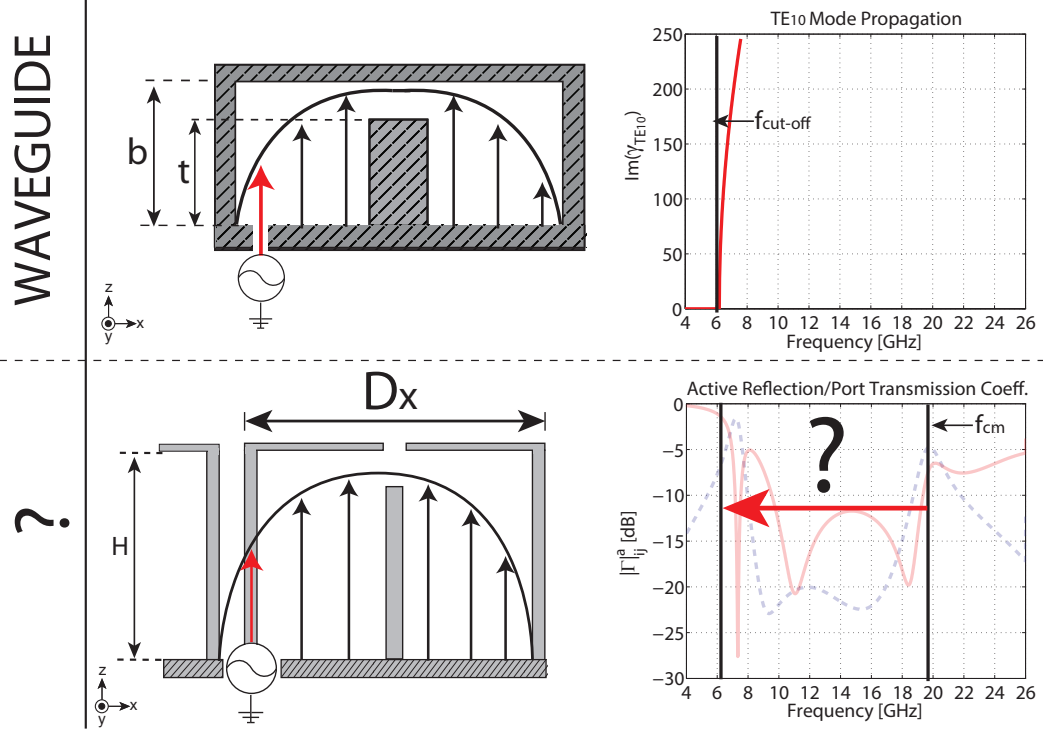 WAVEGUIDE
b
t
z
y
x
TE10 Mode Propagation
Im(γTE10)
250
200
150
100
50
0
fcut-off
4 6 8 10 12 14 16 18 20 22 24 26
Frequency [GHz]
?
Dx
H
z
y
x
Active Reflection/Port Transmission Coeff.
|Γ|ᵃij [dB]
0
−5
−10
−15
−20
−25
−30
?
fcm
4 6 8 10 12 14 16 18 20 22 24 26
Frequency [GHz]